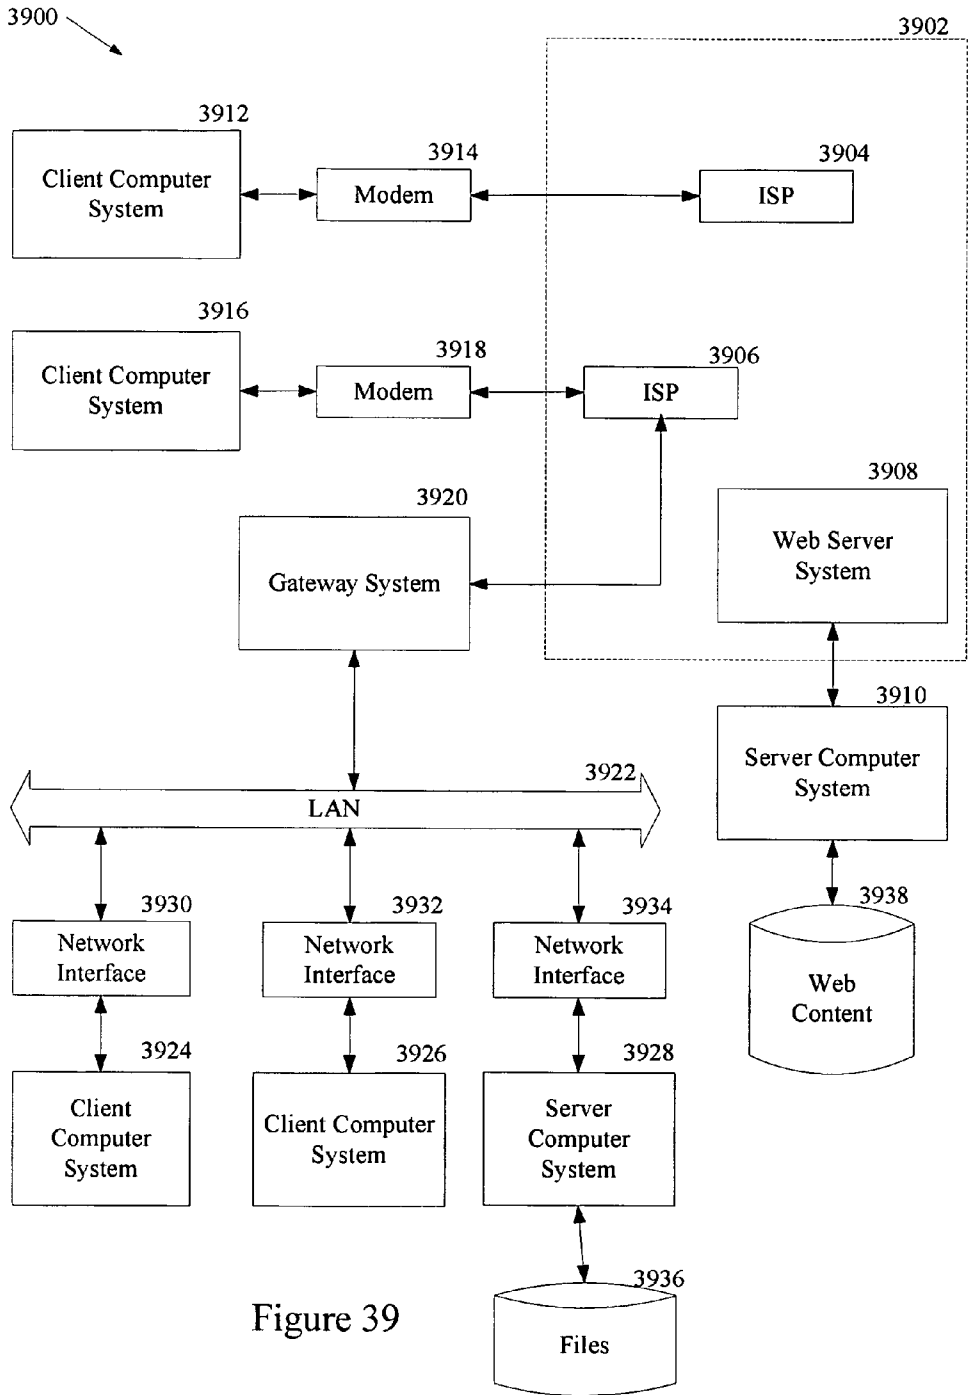 3900
3902
3912
Client Computer
System
3914
Modem
3904
ISP
3916
Client Computer
System
3918
Modem
3906
ISP
3920
Gateway System
3908
Web Server
System
3910
Server Computer
System
3922
LAN
3938
Web
Content
3930
Network
Interface
3932
Network
Interface
3934
Network
Interface
3924
Client
Computer
System
3926
Client Computer
System
3928
Server
Computer
System
3936
Files
Figure 39